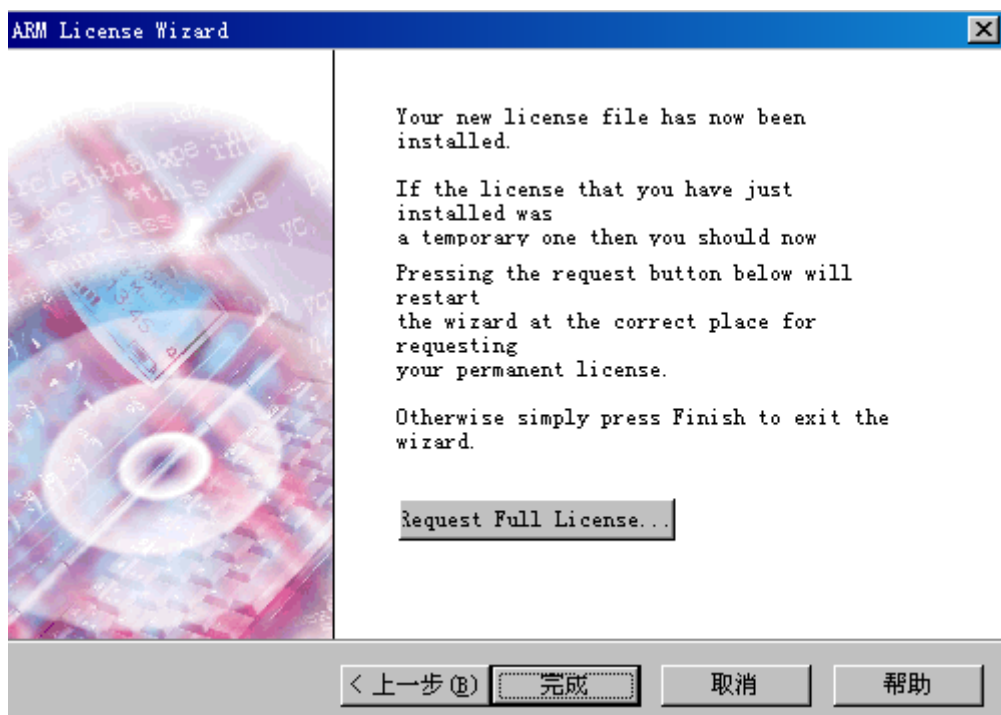 ARM License Wizard
Your new license file has now been
installed.
If the license that you have just
installed was
a temporary one then you should now
Pressing the request button below will
restart
the wizard at the correct place for
requesting
your permanent license.
Otherwise simply press Finish to exit the
wizard.
Request Full License...
< 上一步(B)
完成
取消
帮助